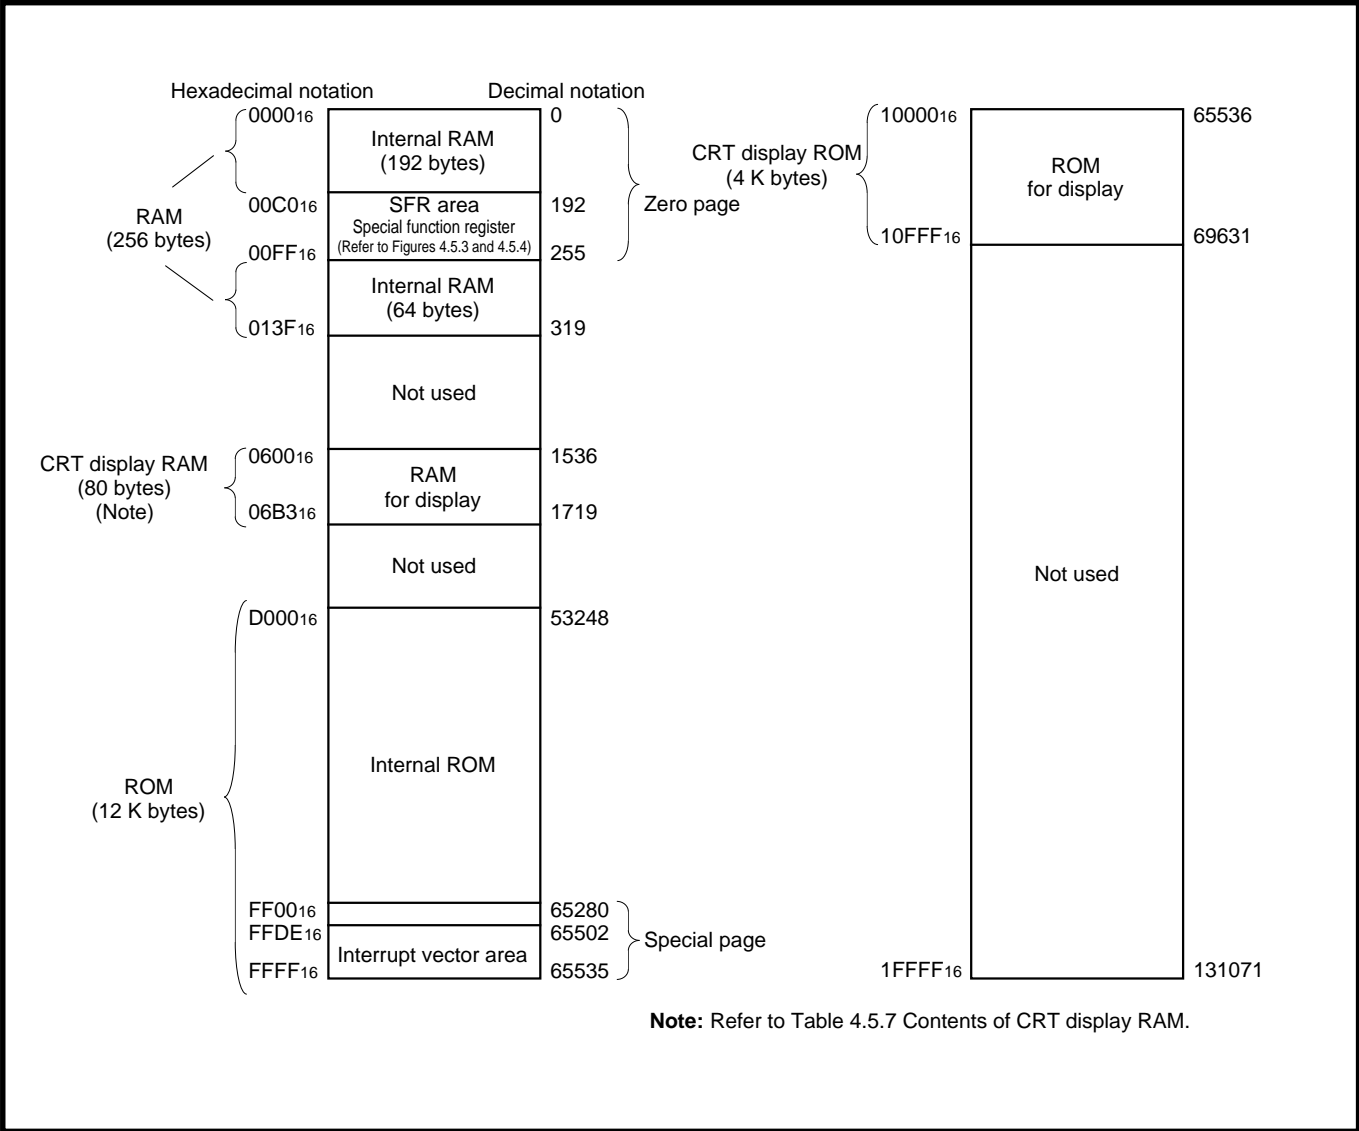 Hexadecimal notation
Decimal notation
0000₁₆
0
Internal RAM
(192 bytes)
RAM
(256 bytes)
00C0₁₆
192
SFR area
Special function register
(Refer to Figures 4.5.3 and 4.5.4)
Zero page
00FF₁₆
255
Internal RAM
(64 bytes)
013F₁₆
319
Not used
CRT display RAM
(80 bytes)
(Note)
0600₁₆
1536
RAM
for display
06B3₁₆
1719
Not used
D000₁₆
53248
ROM
(12 K bytes)
Internal ROM
FF00₁₆
65280
FFDE₁₆
65502
Interrupt vector area
Special page
FFFF₁₆
65535
CRT display ROM
(4 K bytes)
10000₁₆
65536
ROM
for display
10FFF₁₆
69631
Not used
1FFFF₁₆
131071
Note: Refer to Table 4.5.7 Contents of CRT display RAM.